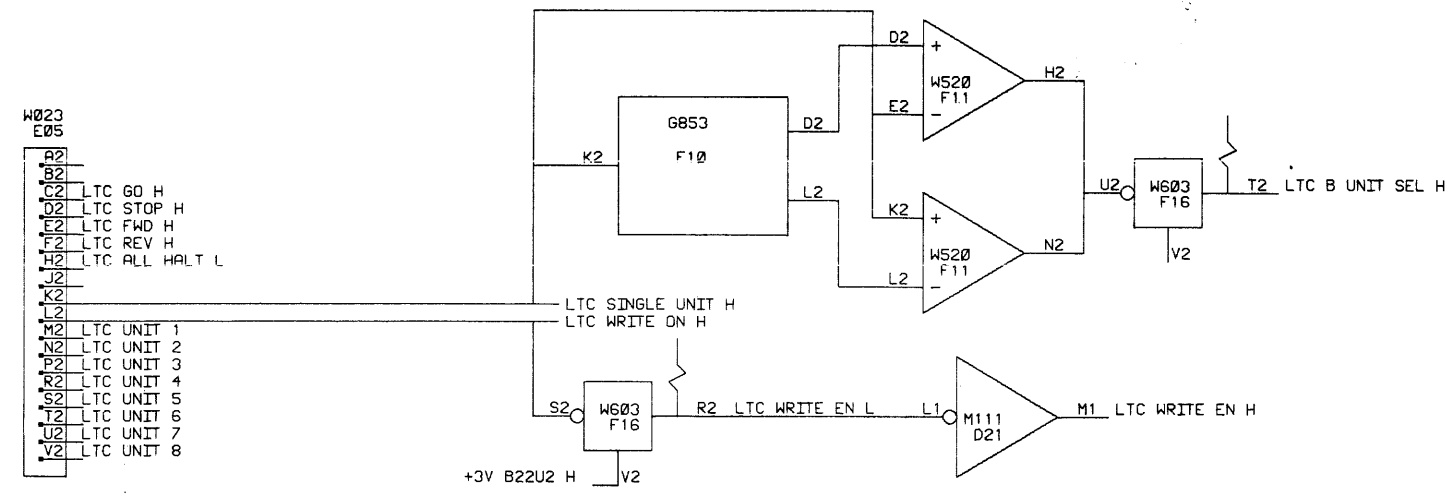 W023
E05
A2
B2
C2 LTC GO H
D2 LTC STOP H
E2 LTC FWD H
F2 LTC REV H
H2 LTC ALL HALT L
J2
K2
L2
M2 LTC UNIT 1
N2 LTC UNIT 2
P2 LTC UNIT 3
R2 LTC UNIT 4
S2 LTC UNIT 5
T2 LTC UNIT 6
U2 LTC UNIT 7
V2 LTC UNIT 8
LTC SINGLE UNIT H
LTC WRITE ON H
K2
G853
F10
D2
L2
D2
+
E2
-
W520
F11
H2
K2
+
L2
-
W520
F11
N2
U2
W603
F16
V2
T2 LTC B UNIT SEL H
S2
W603
F16
+3V B22U2 H
V2
R2 LTC WRITE EN L
L1
M111
D21
M1 LTC WRITE EN H